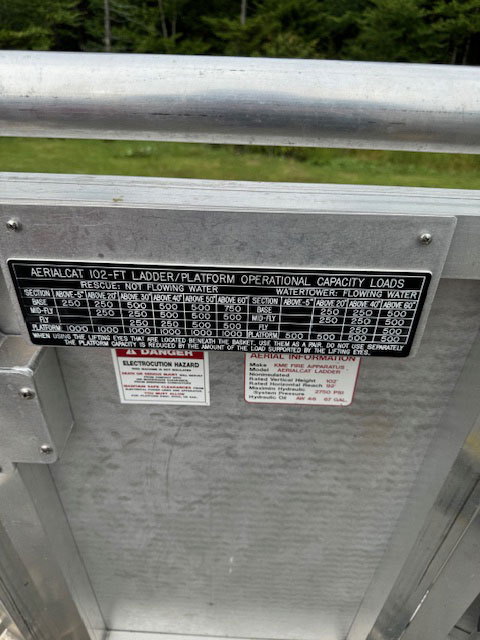 AERIALCAT 102-FT LADDER/PLATFORM OPERATIONAL CAPACITY LOADS
RESCUE: NOT FLOWING WATER WATERTOWER FLOWING WATER
SECTION ABOVE-5° ABOVE 20° ABOVE 30° ABOVE 40° ABOVE 50° ABOVE 60° SECTION ABOVE-5° ABOVE 20° ABOVE 40° ABOVE 60°
BASE 250 500 500 500 750 BASE 250 250 500
MID-FLY 250 250 500 500 500 MID-FLY 250 500
FLY 250 250 500 500 FLY 250 500
PLATFORM 1000 1000 1000 1000 1000 1000 PLATFORM 500 500 500 500
WHEN USING THE LIFTING EYES THAT ARE LOCATED BENEATH THE BASKET, USE THEM AS A PAIR. DO NOT USE SEPARATELY
THE PLATFORM CAPACITY IS REDUCED BY THE AMOUNT OF THE LOAD SUPPORTED BY THE LIFTING EYES.
DANGER
ELECTROCUTION HAZARD
AERIAL INFORMATION
Make KME FIRE APPARATUS
Model AERIALCAT LADDER
Noninsulated
Rated Vertical Height 102'
Rated Horizontal Reach 92'
Maximum Hydraulic
System Pressure 2750 PSI
Hydraulic Oil AW 46 67 GAL.